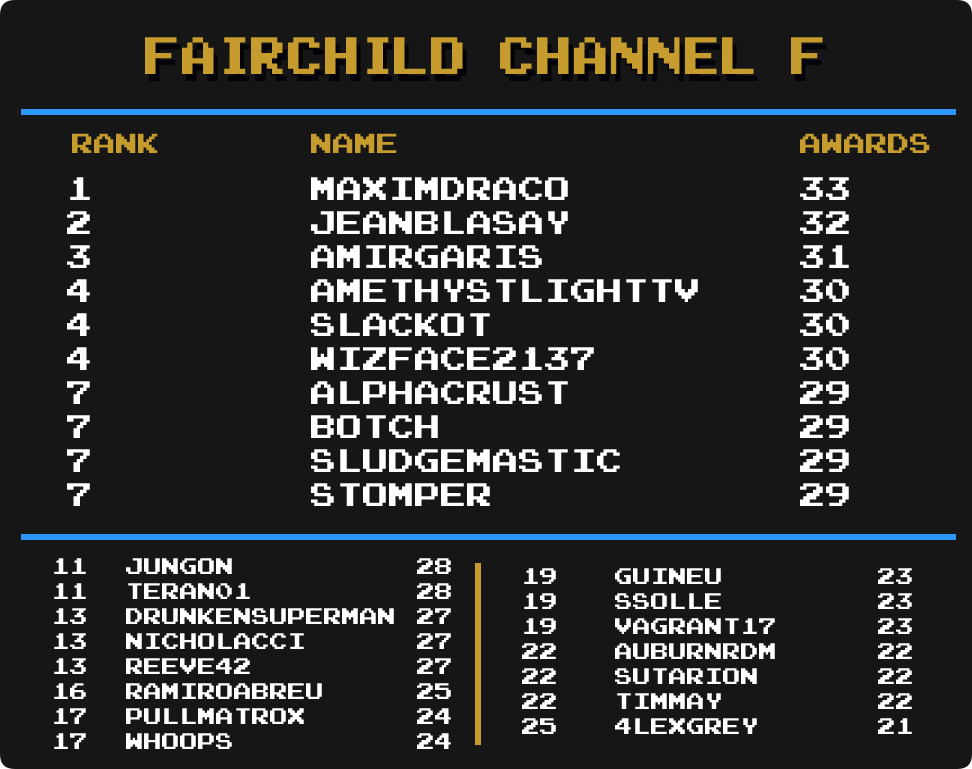 FAIRCHILD CHANNEL F
RANK NAME AWARDS
1 MAXIMDRACO 33
2 JEANBLASAY 32
3 AMIRGARIS 31
4 AMETHYSTLIGHTTV 30
4 SLACKOT 30
4 WIZFACE2137 30
7 ALPHACRUST 29
7 BOTCH 29
7 SLUDGEMASTIC 29
7 STOMPER 29
11 JUNGON 28
11 TERAN01 28
13 DRUNKENSUPERMAN 27
13 NICHOLACCI 27
13 REEVE42 27
16 RAMIROABREU 25
17 PULLMATROX 24
17 WHOOPS 24
19 GUINEU 23
19 SSOLLE 23
19 VAGRANT17 23
22 AUBURNRDM 22
22 SUTARION 22
22 TIMMAY 22
25 4LEXGREY 21